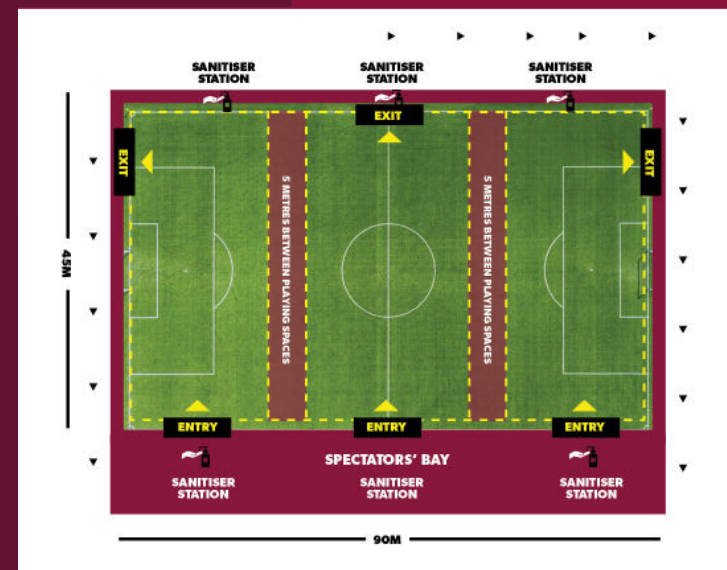 SANITISER
STATION
SANITISER
STATION
SANITISER
STATION
EXIT
EXIT
EXIT
5 METRES BETWEEN PLAYING SPACES
5 METRES BETWEEN PLAYING SPACES
45M
ENTRY
ENTRY
ENTRY
SPECTATORS' BAY
SANITISER
STATION
SANITISER
STATION
SANITISER
STATION
90M